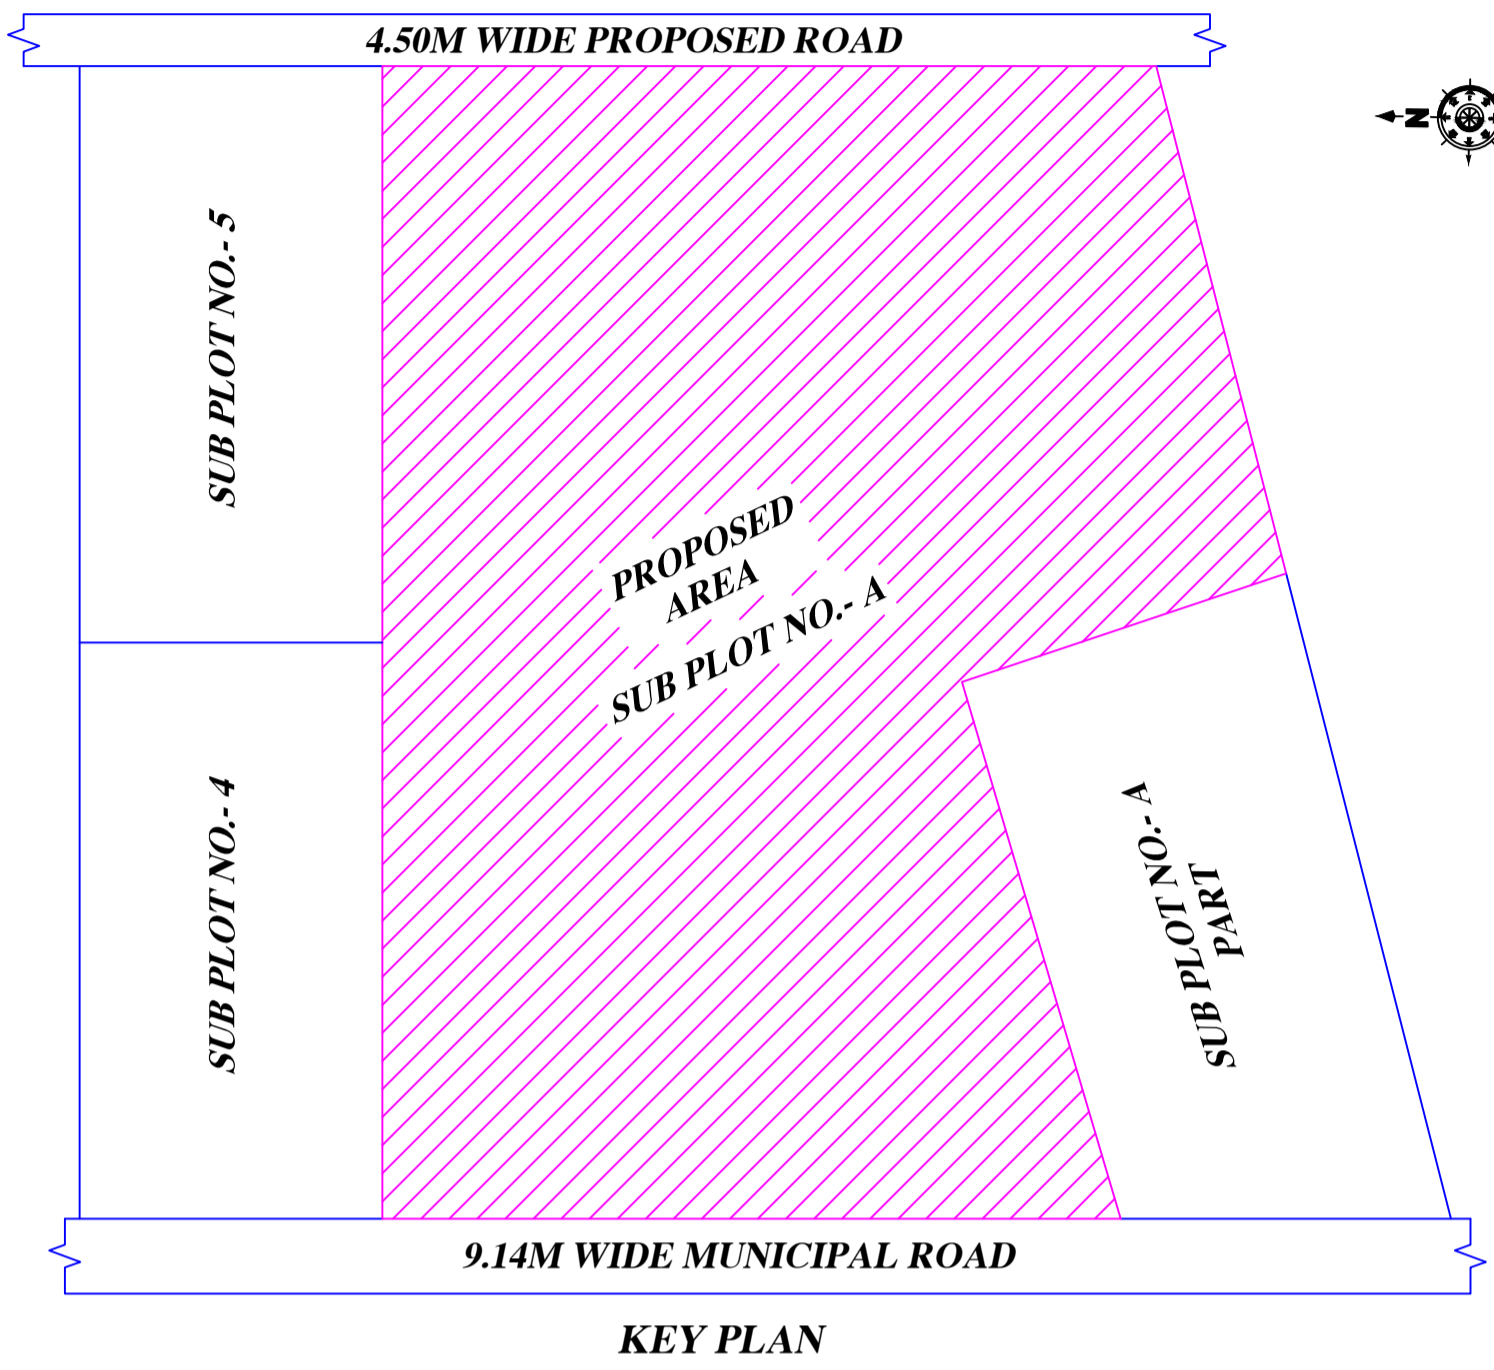 4.50M WIDE PROPOSED ROAD
N
SUB PLOT NO.- 5
PROPOSED
AREA
SUB PLOT NO.- A
SUB PLOT NO.- 4
SUB PLOT NO.- A
PART
9.14M WIDE MUNICIPAL ROAD
KEY PLAN